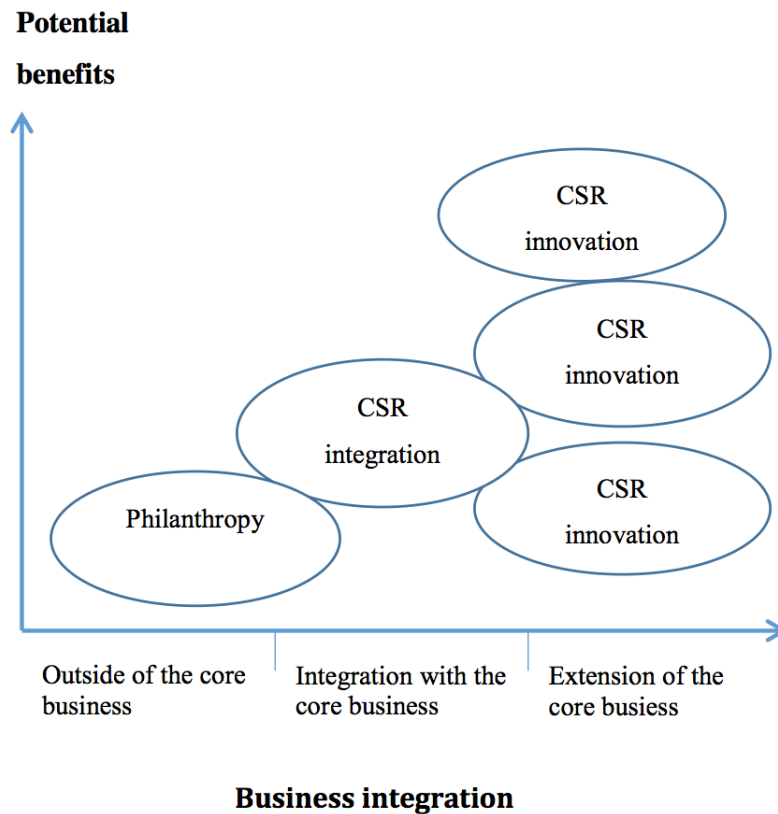 Potential
benefits
CSR
innovation
CSR
innovation
CSR
integration
CSR
innovation
Philanthropy
Outside of the core
business
Integration with the
core business
Extension of the
core busiess
Business integration